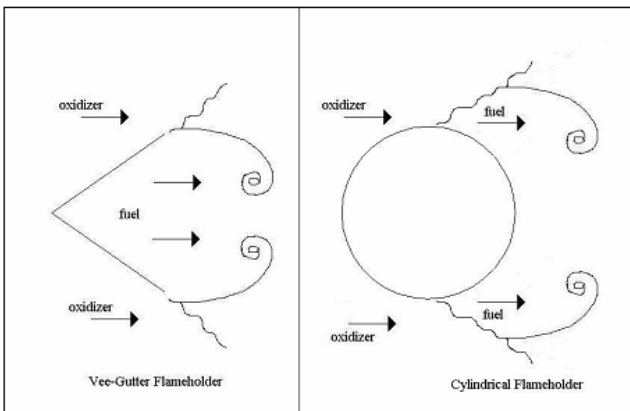 oxidizer
fuel
oxidizer
Vee-Gutter Flameholder
oxidizer
fuel
fuel
oxidizer
Cylindrical Flameholder